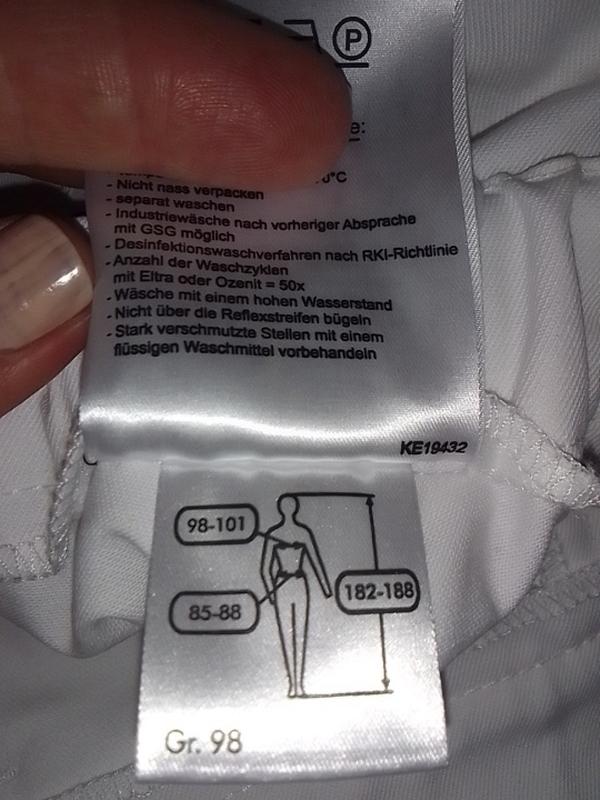 P
e:
0°C
- Nicht nass verpacken
- separat waschen
- Industriewäsche nach vorheriger Absprache
mit GSG möglich
- Desinfektionswaschverfahren nach RKI-Richtlinie
- Anzahl der Waschzyklen
mit Eltra oder Ozenit = 50x
- Wäsche mit einem hohen Wasserstand
- Nicht über die Reflexstreifen bügeln
- Stark verschmutzte Stellen mit einem
flüssigen Waschmittel vorbehandeln
KE19432
98-101
182-188
85-88
Gr. 98